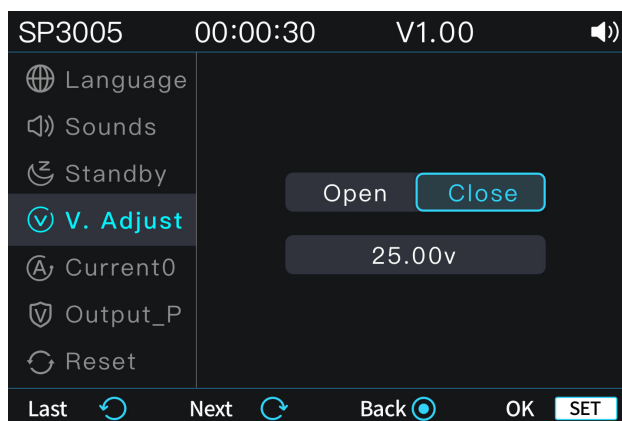 SP3005 00:00:30 V1.00
Language
Sounds
Standby
V. Adjust
Current0
Output_P
Reset
Open Close
25.00v
Last Next Back OK SET